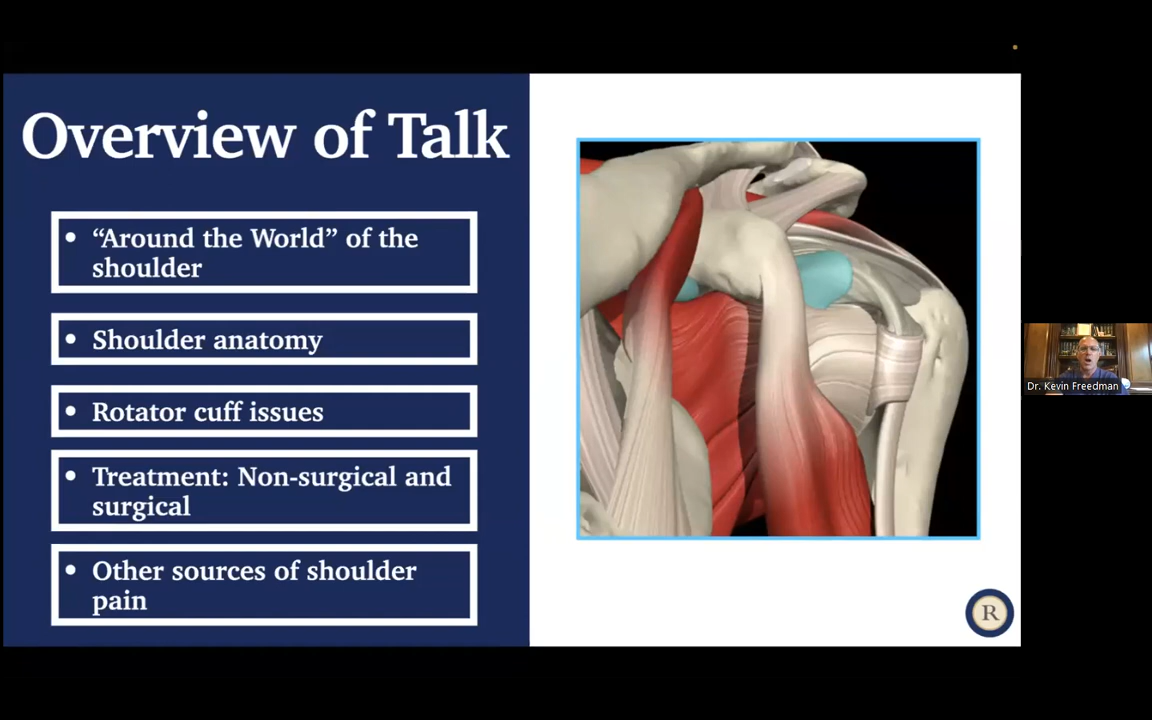 Overview of Talk
• “Around the World” of the
shoulder
• Shoulder anatomy
• Rotator cuff issues
• Treatment: Non-surgical and
surgical
• Other sources of shoulder
pain
R
Dr. Kevin Freedman